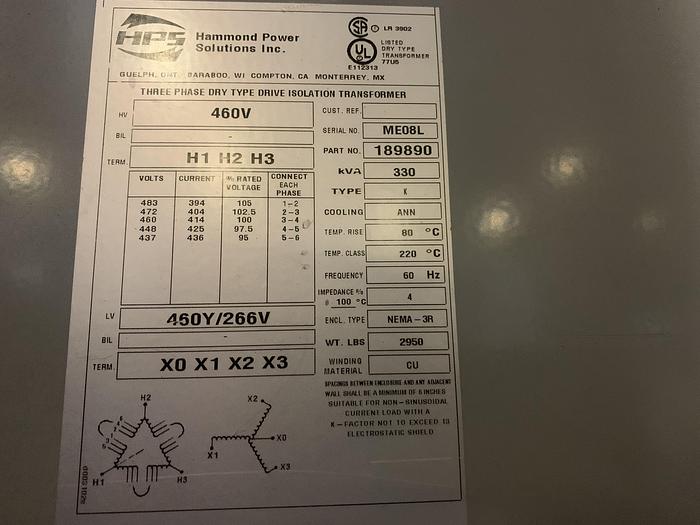 HPS
Hammond Power
Solutions Inc.
SA LR 3902
UL LISTED
DRY TYPE
TRANSFORMER
77U5
E112313
GUELPH, ONT. BARABOO, WI COMPTON, CA MONTERREY, MX
THREE PHASE DRY TYPE DRIVE ISOLATION TRANSFORMER
HV 460V
BIL -
TERM. H1 H2 H3
VOLTS CURRENT % RATED VOLTAGE CONNECT EACH PHASE
483 394 105 1-2
472 404 102.5 2-3
460 414 100 3-4
448 425 97.5 4-5
437 436 95 5-6
LV 460Y/266V
BIL -
TERM. X0 X1 X2 X3
CUST. REF.
SERIAL NO. ME08L
PART NO. 189890
kVA 330
TYPE K
COOLING ANN
TEMP. RISE 80 °C
TEMP. CLASS 220 °C
FREQUENCY 60 Hz
IMPEDANCE %
@ 100 °C 4
ENCL. TYPE NEMA-3R
WT. LBS 2950
WINDING
MATERIAL CU
SPACINGS BETWEEN ENCLOSURE AND ANY ADJACENT
WALL SHALL BE A MINIMUM OF 6 INCHES
SUITABLE FOR NON-SINUSOIDAL
CURRENT LOAD WITH A
K-FACTOR NOT TO EXCEED 13
ELECTROSTATIC SHIELD
H2
H1
H3
X2
X0
X1
X3